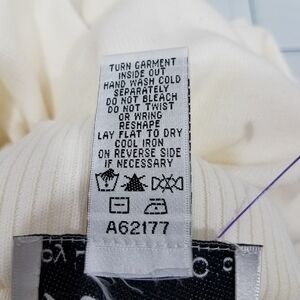 TURN GARMENT
INSIDE OUT
HAND WASH COLD
SEPARATELY
DO NOT BLEACH
DO NOT TWIST
OR WRING
RESHAPE
LAY FLAT TO DRY
COOL IRON
ON REVERSE SIDE
IF NECESSARY
A62177